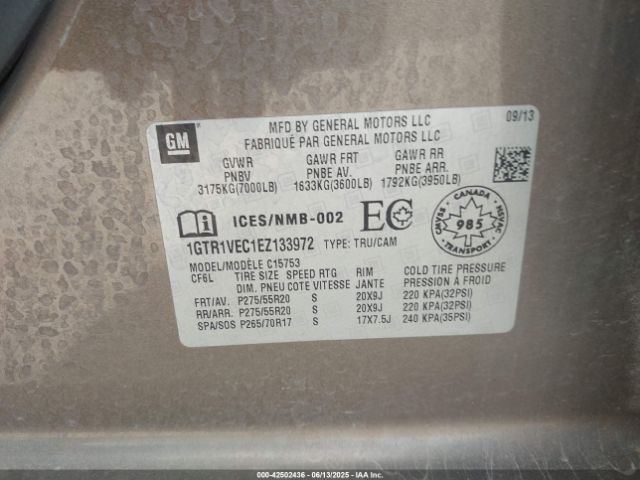 GM
MFD BY GENERAL MOTORS LLC
FABRIQUÉ PAR GENERAL MOTORS LLC
09/13
GVWR GAWR FRT GAWR RR
PNBV PNBE AV. PNBE ARR.
3175KG(7000LB) 1633KG(3600LB) 1792KG(3950LB)
ICES/NMB-002 EC
CANADA
CMVSS 985 NSVAC
TRANSPORT
1GTR1VEC1EZ133972 TYPE: TRU/CAM
MODEL/MODÈLE C15753
CF6L TIRE SIZE SPEED RTG RIM COLD TIRE PRESSURE
DIM. PNEU COTE VITESSE JANTE PRESSION À FROID
FRT/AV. P275/55R20 S 20X9J 220 KPA(32PSI)
RR/ARR. P275/55R20 S 20X9J 220 KPA(32PSI)
SPA/SOS P265/70R17 S 17X7.5J 240 KPA(35PSI)
000-42502436 - 06/13/2025 - IAA Inc.